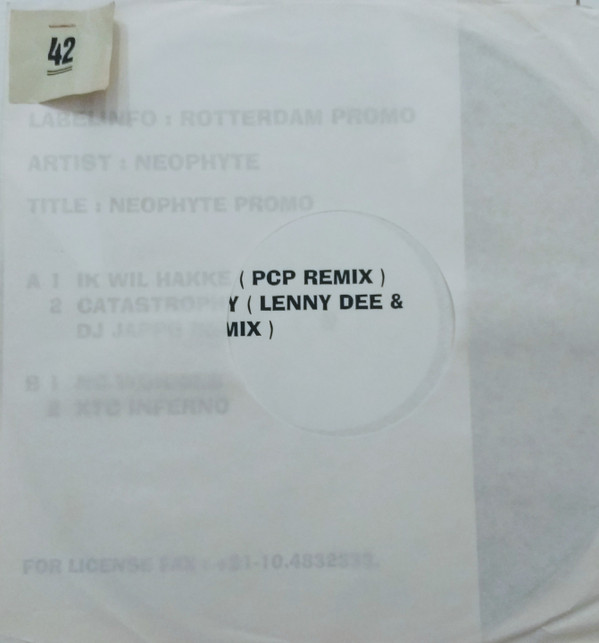 42
LABELINFO : ROTTERDAM PROMO
ARTIST : NEOPHYTE
TITLE : NEOPHYTE PROMO
A 1 IK WIL HAKKE ( PCP REMIX )
2 CATASTROPHY ( LENNY DEE &
DJ
B 1
2 XTC INFERNO
FOR LICENSE FAX :